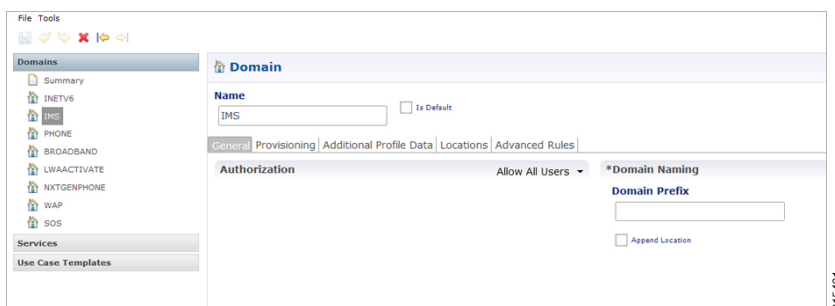 File Tools
Domains
Summary
INETV6
IMS
PHONE
BROADBAND
LWAACTIVATE
NXTGENPHONE
WAP
SOS
Services
Use Case Templates
Domain
Name
IMS
Is Default
General Provisioning Additional Profile Data Locations Advanced Rules
Authorization Allow All Users
*Domain Naming
Domain Prefix
Append Location